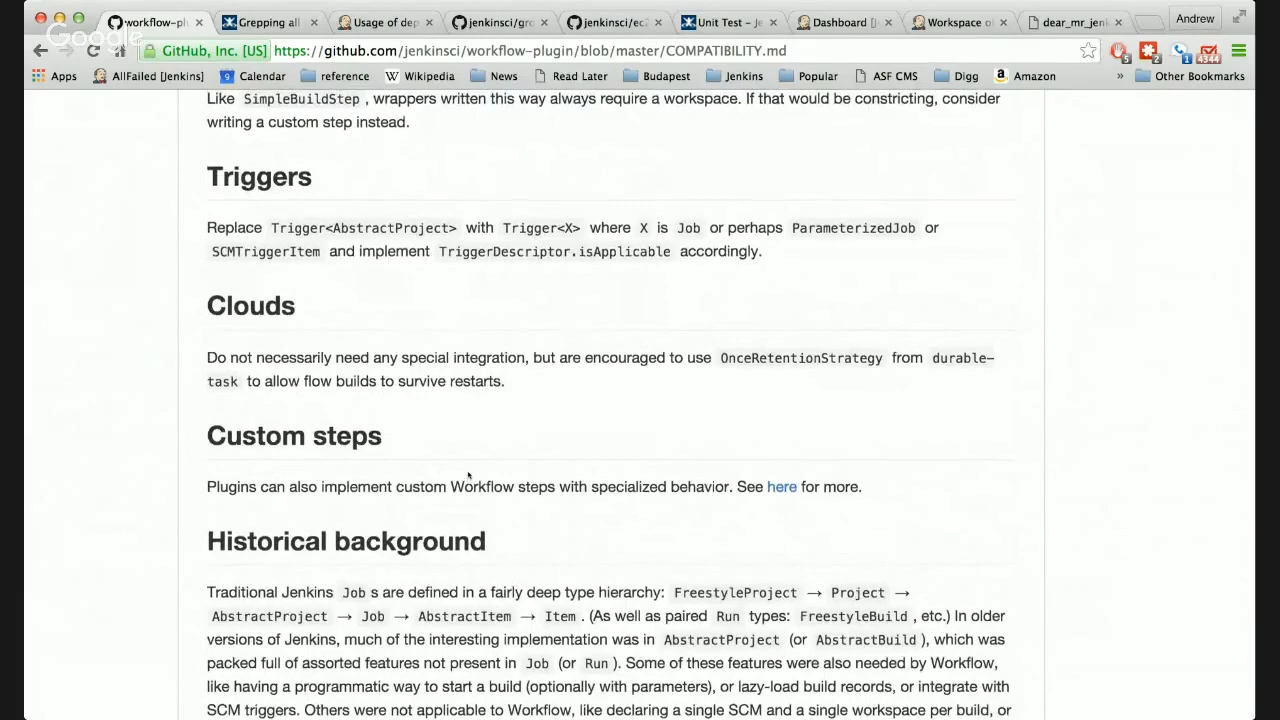 workflow-plu
Grepping all
Usage of dep
jenkinsci/gro
jenkinsci/ec2
Unit Test - J
Dashboard [J
Workspace o
dear_mr_jenk
Andrew
Google
GitHub, Inc. [US] https://github.com/jenkinsci/workflow-plugin/blob/master/COMPATIBILITY.md
5
2
1
4344
Apps AllFailed [Jenkins] 9 Calendar reference W Wikipedia News Read Later Budapest Jenkins Popular ASF CMS Digg a Amazon » Other Bookmarks
Like SimpleBuildStep , wrappers written this way always require a workspace. If that would be constricting, consider
writing a custom step instead.
Triggers
Replace Trigger<AbstractProject> with Trigger<X> where X is Job or perhaps ParameterizedJob or
SCMTriggerItem and implement TriggerDescriptor.isApplicable accordingly.
Clouds
Do not necessarily need any special integration, but are encouraged to use OnceRetentionStrategy from durable-
task to allow flow builds to survive restarts.
Custom steps
Plugins can also implement custom Workflow steps with specialized behavior. See here for more.
Historical background
Traditional Jenkins Job s are defined in a fairly deep type hierarchy: FreestyleProject → Project →
AbstractProject → Job → AbstractItem → Item . (As well as paired Run types: FreestyleBuild , etc.) In older
versions of Jenkins, much of the interesting implementation was in AbstractProject (or AbstractBuild ), which was
packed full of assorted features not present in Job (or Run ). Some of these features were also needed by Workflow,
like having a programmatic way to start a build (optionally with parameters), or lazy-load build records, or integrate with
SCM triggers. Others were not applicable to Workflow, like declaring a single SCM and a single workspace per build, or